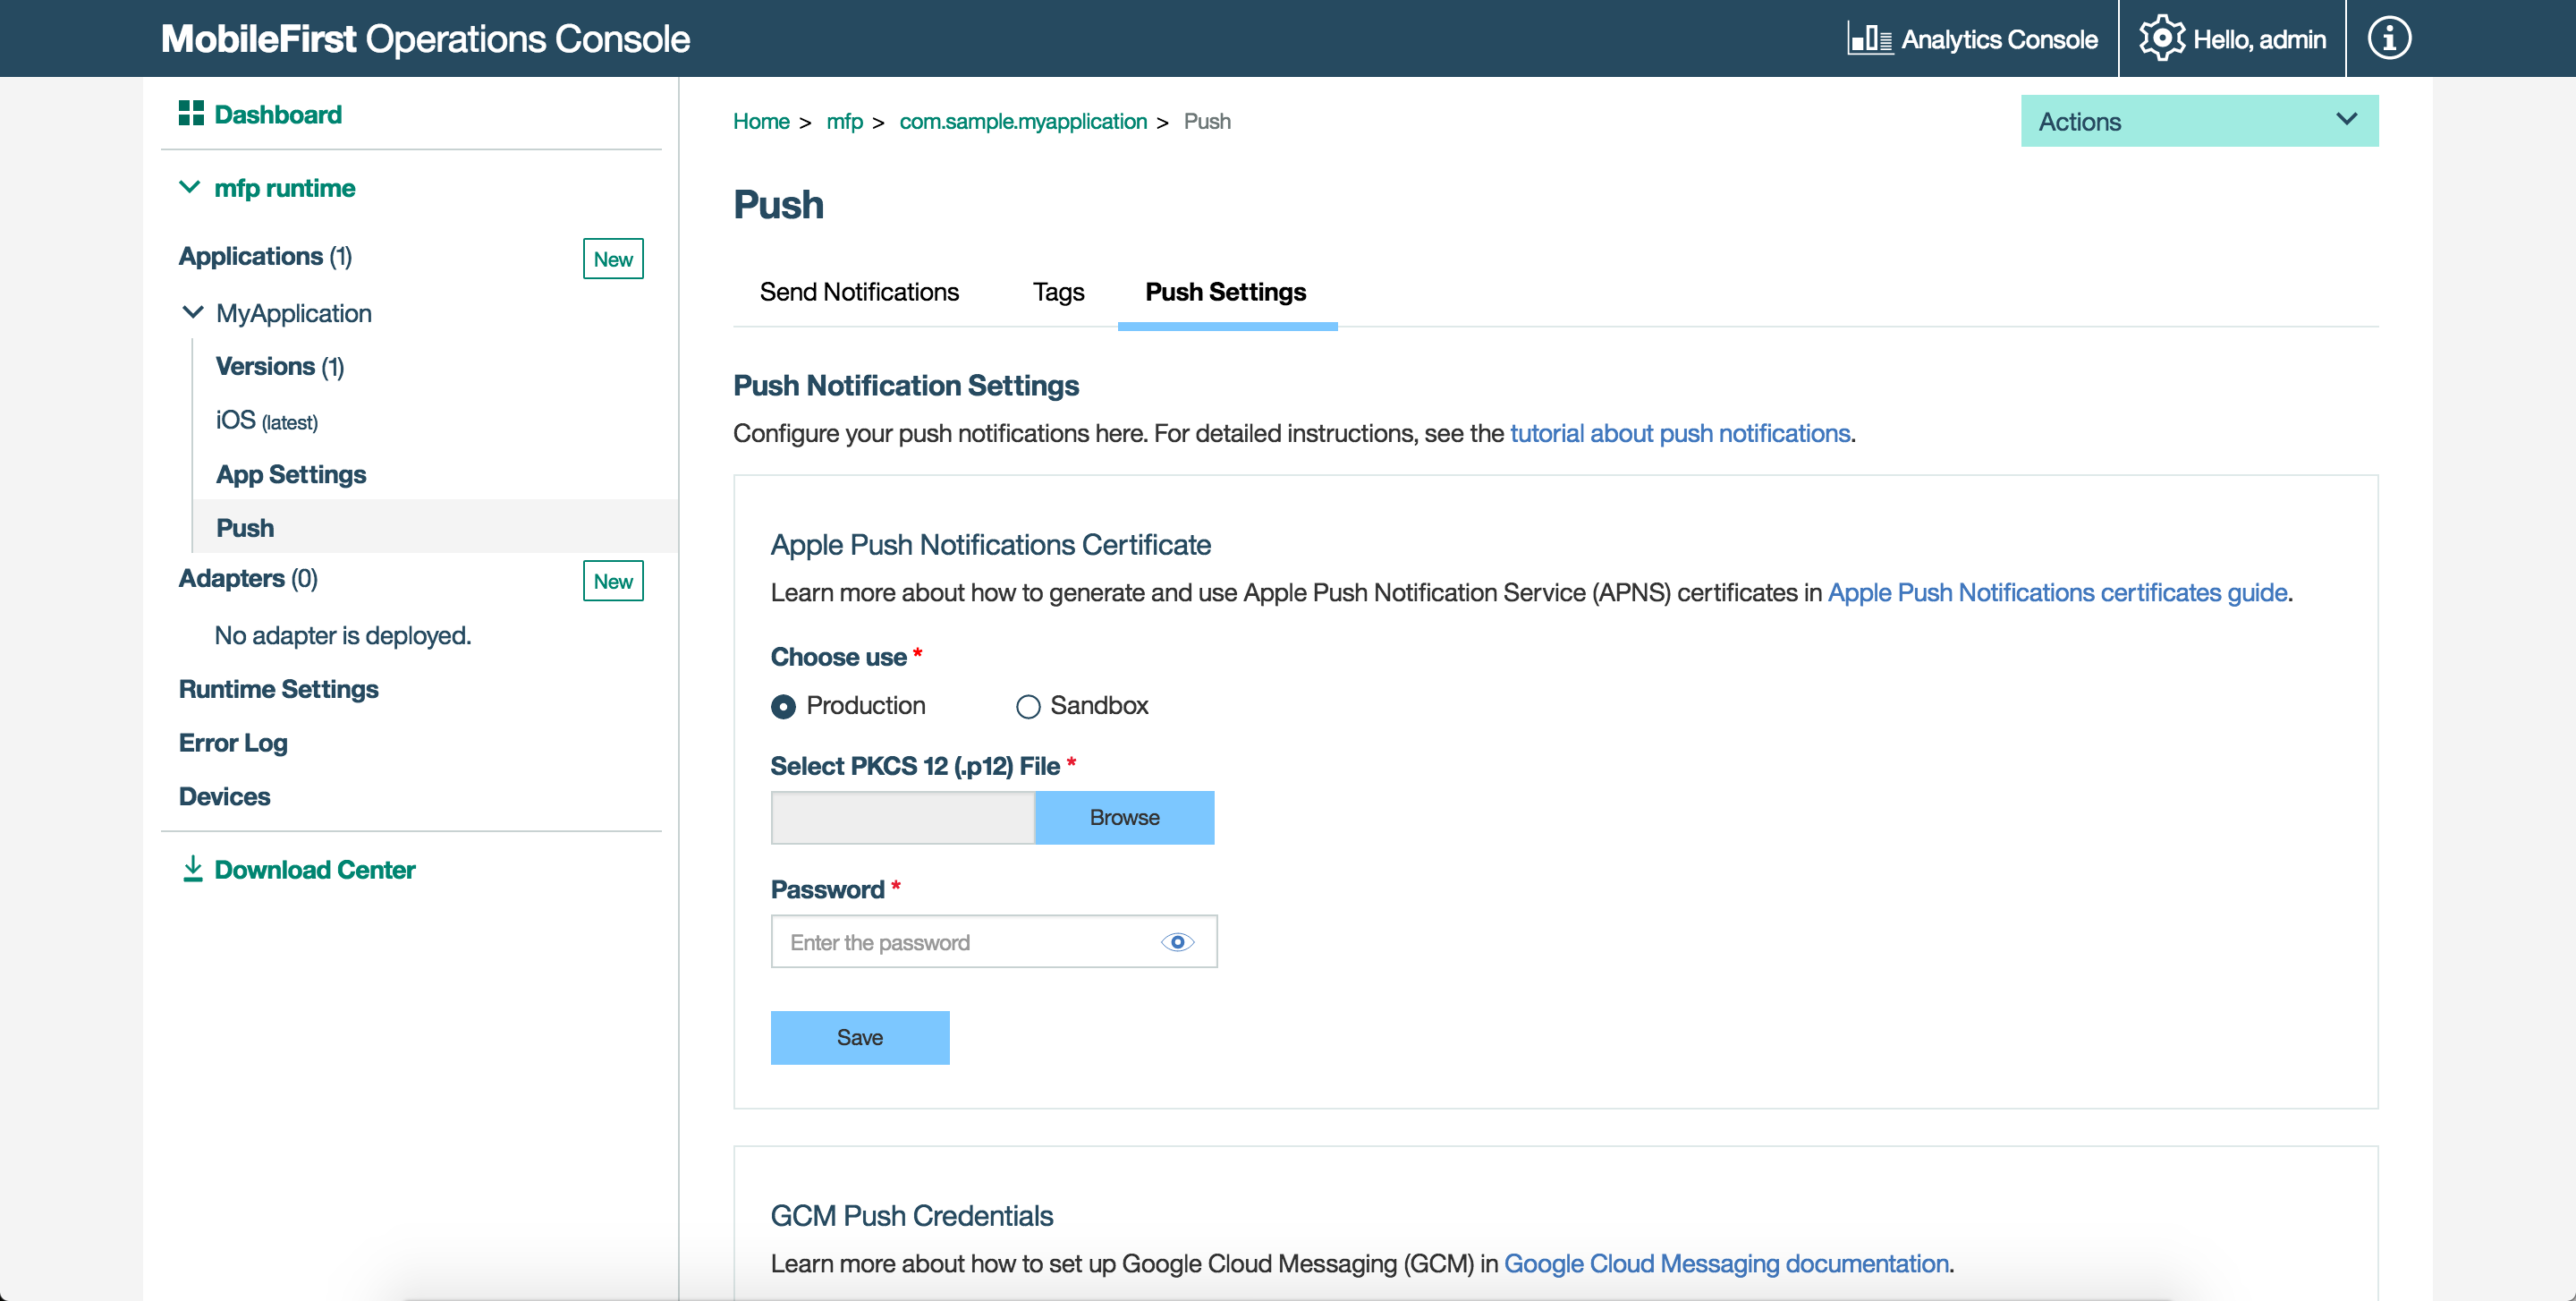 MobileFirst Operations Console
Analytics Console
Hello, admin
Dashboard
mfp runtime
Applications (1)
New
MyApplication
Versions (1)
iOS (latest)
App Settings
Push
Adapters (0)
New
No adapter is deployed.
Runtime Settings
Error Log
Devices
Download Center
Home > mfp > com.sample.myapplication > Push
Actions
Push
Send Notifications
Tags
Push Settings
Push Notification Settings
Configure your push notifications here. For detailed instructions, see the tutorial about push notifications.
Apple Push Notifications Certificate
Learn more about how to generate and use Apple Push Notification Service (APNS) certificates in Apple Push Notifications certificates guide.
Choose use *
Production
Sandbox
Select PKCS 12 (.p12) File *
Browse
Password *
Enter the password
Save
GCM Push Credentials
Learn more about how to set up Google Cloud Messaging (GCM) in Google Cloud Messaging documentation.